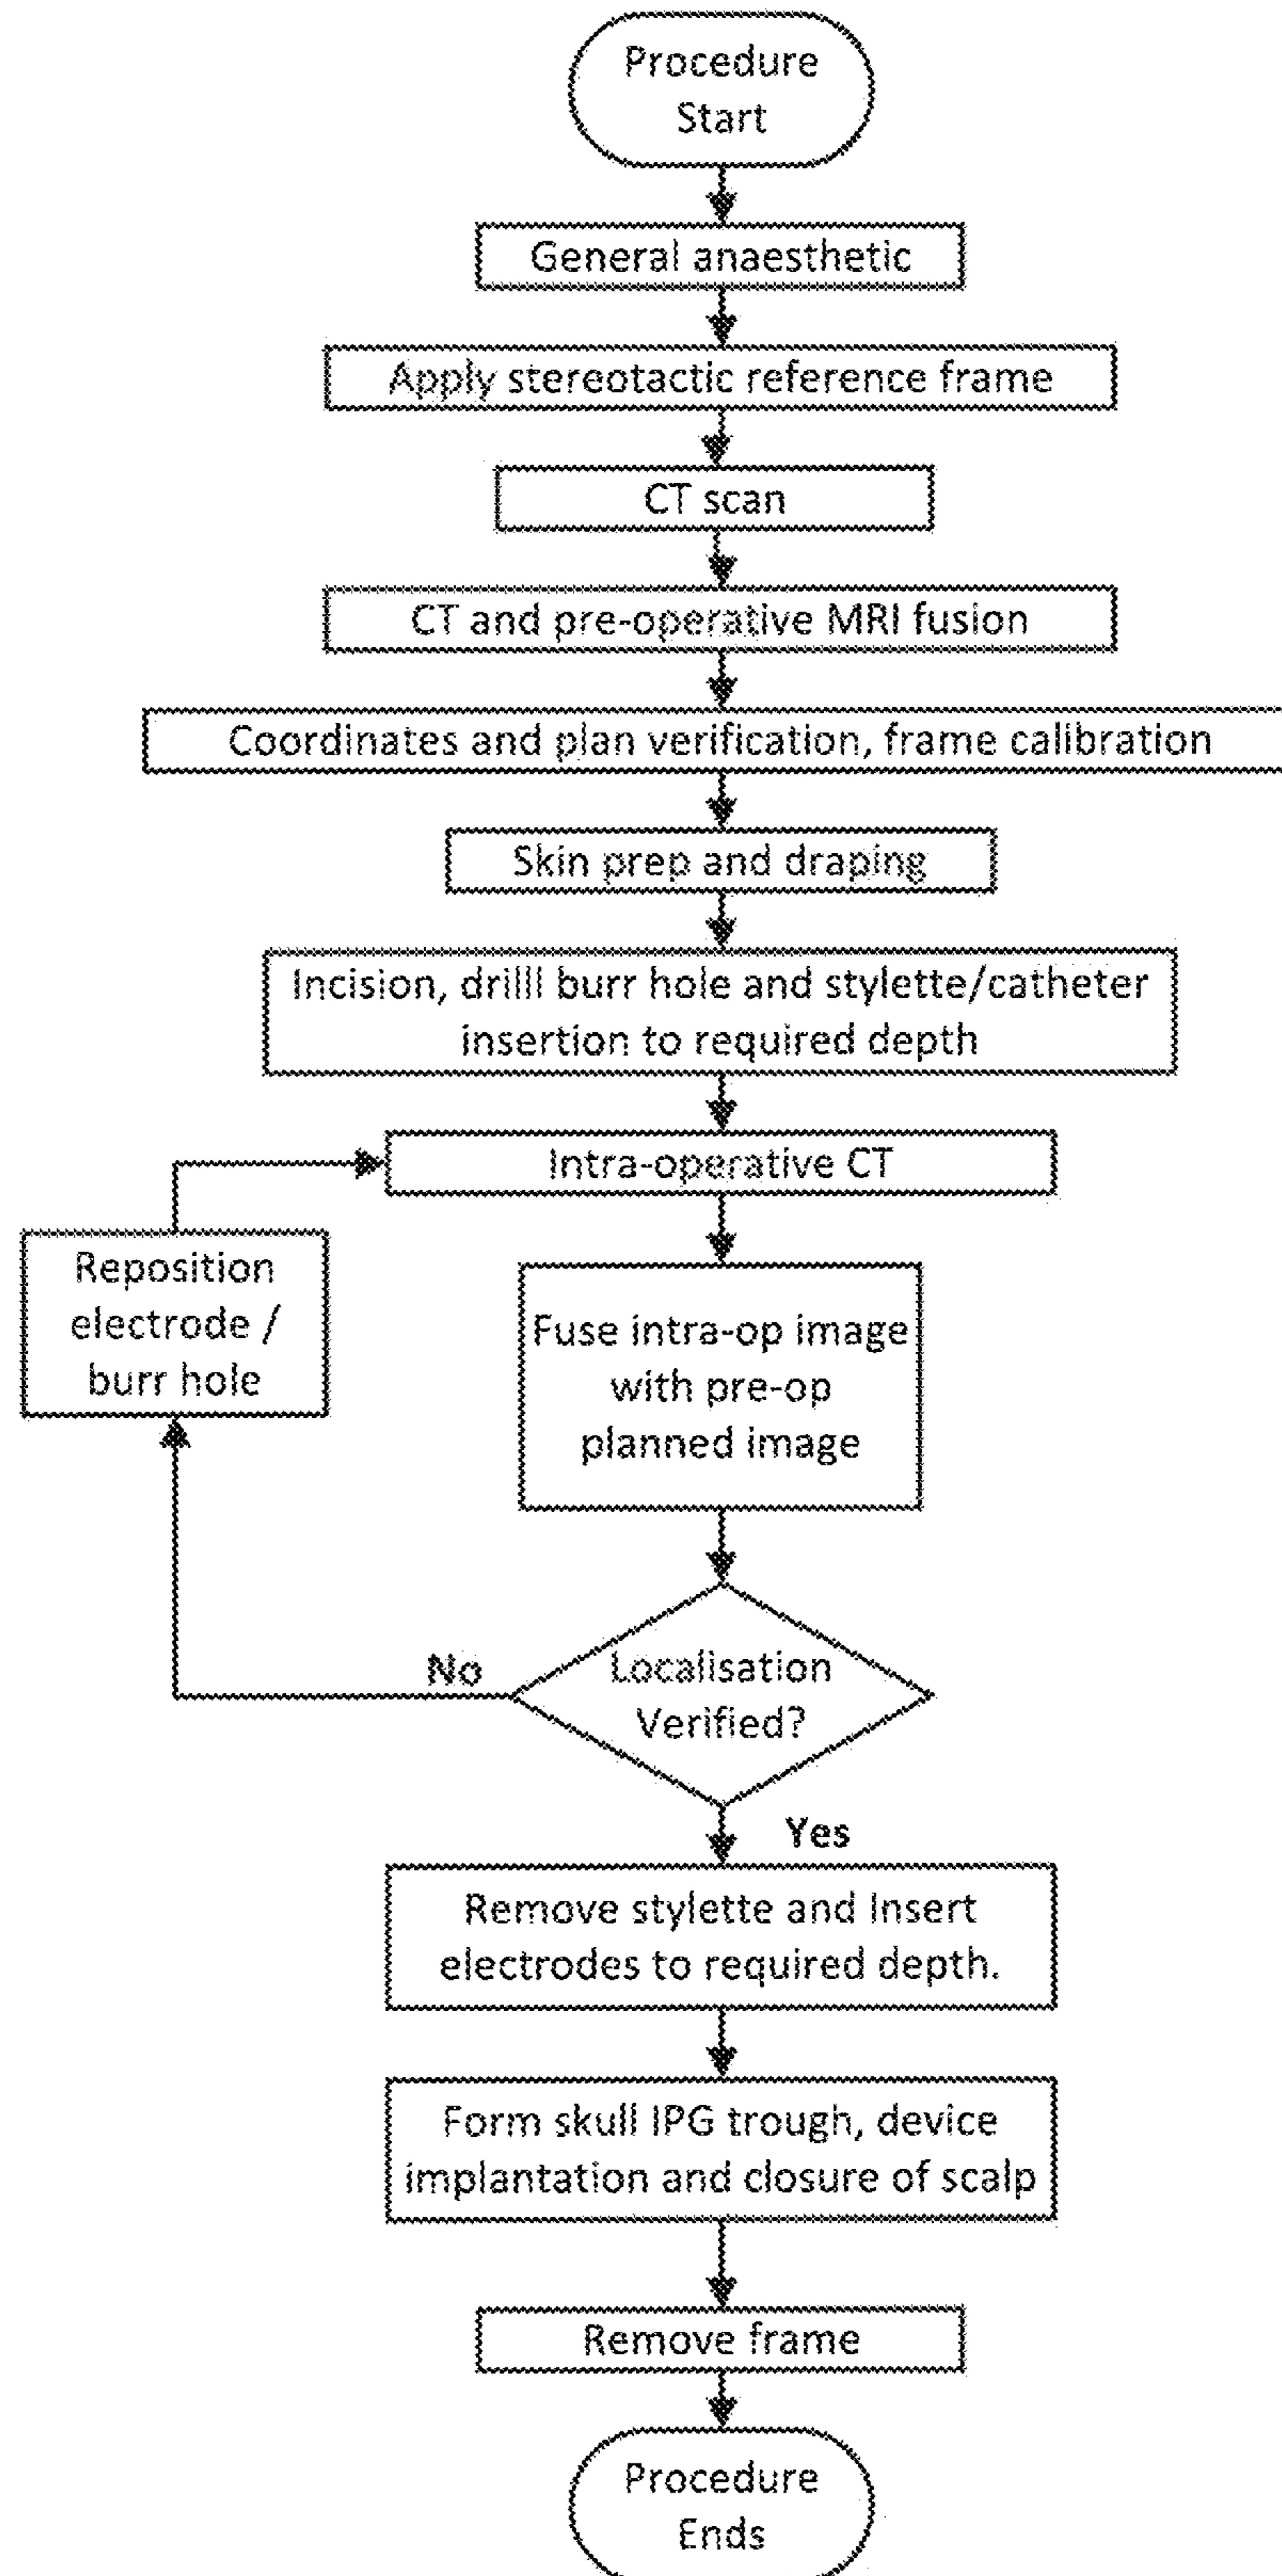 Procedure
Start
General anaesthetic
Apply stereotactic reference frame
CT scan
CT and pre-operative MRI fusion
Coordinates and plan verification, frame calibration
Skin prep and draping
Incision, drilll burr hole and stylette/catheter
insertion to required depth
Intra-operative CT
Reposition
electrode /
burr hole
Fuse intra-op image
with pre-op
planned image
No
Localisation
Verified?
Yes
Remove stylette and Insert
electrodes to required depth.
Form skull IPG trough, device
implantation and closure of scalp
Remove frame
Procedure
Ends